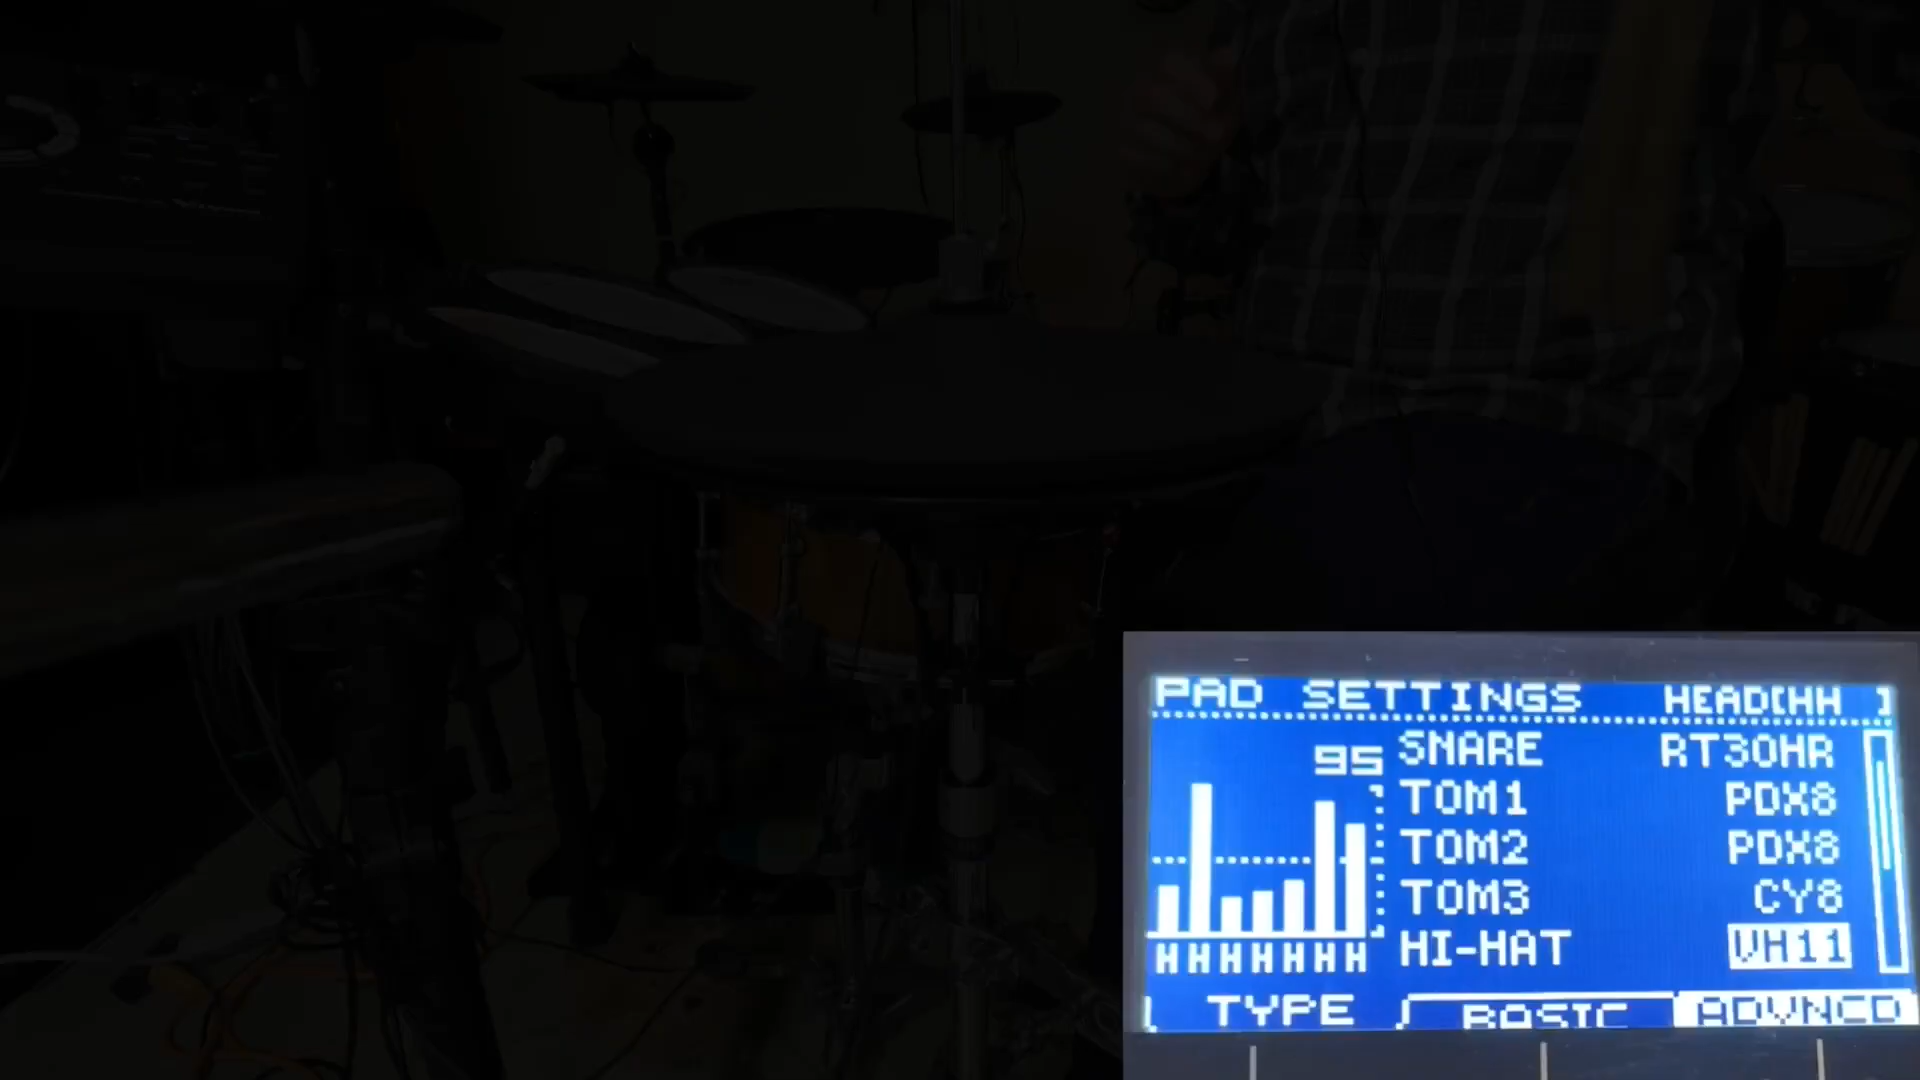 PAD SETTINGS HEAD[HH ]
95
SNARE RT30HR
TOM1 PDX8
TOM2 PDX8
TOM3 CY8
HI-HAT VH11
H H H H H H H
TYPE BASIC ADVNCD